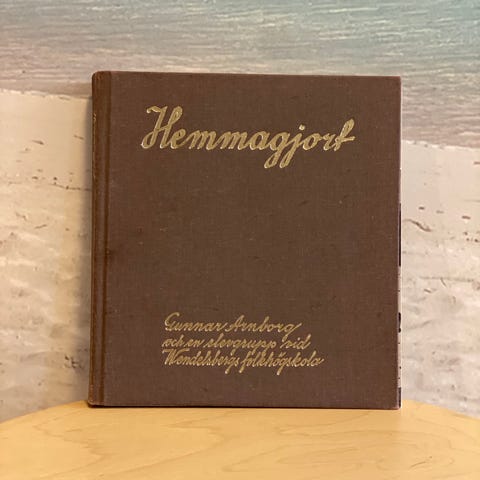 Hemmagjort
Gunnar Arnborg
och en elevgrupp vid
Wendelsbergs folkhögskola